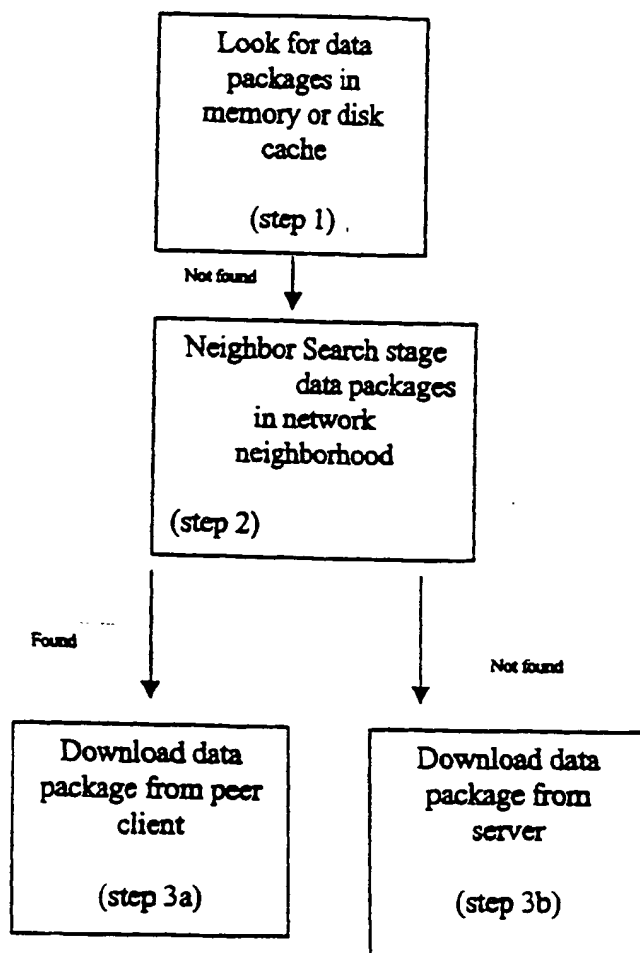 Look for data
packages in
memory or disk
cache
(step 1)
Not found
Neighbor Search stage
data packages
in network
neighborhood
(step 2)
Found
Not found
Download data
package from peer
client
(step 3a)
Download data
package from
server
(step 3b)